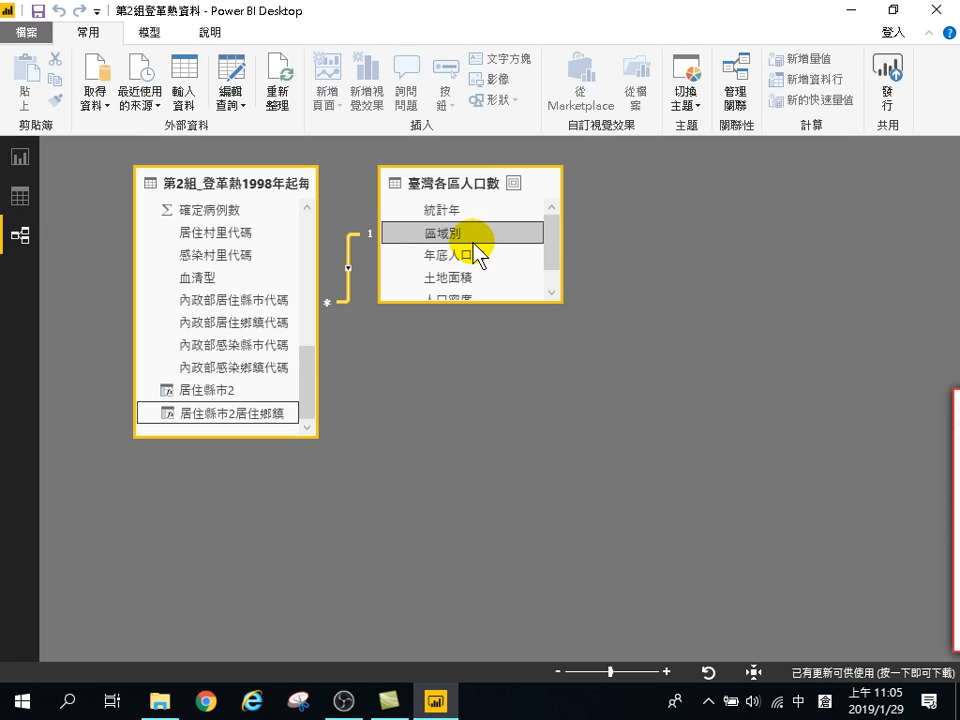 第2組登革熱資料 - Power BI Desktop
檔案
常用
模型
說明
登入
貼上
剪貼簿
取得資料
最近使用的來源
輸入資料
編輯查詢
重新整理
外部資料
新增頁面
新增視覺效果
詢問問題
按鈕
文字方塊
影像
形狀
插入
從 Marketplace
從檔案
自訂視覺效果
切換主題
主題
管理關聯
關聯性
新增量值
新增資料行
新的快速量值
計算
發行
共用
第2組_登革熱1998年起每
確定病例數
居住村里代碼
感染村里代碼
血清型
內政部居住縣市代碼
內政部居住鄉鎮代碼
內政部感染縣市代碼
內政部感染鄉鎮代碼
居住縣市2
居住縣市2居住鄉鎮
*
1
臺灣各區人口數
統計年
區域別
年底人口
土地面積
人口密度
已有更新可供使用 (按一下即可下載)
中
上午 11:05
2019/1/29